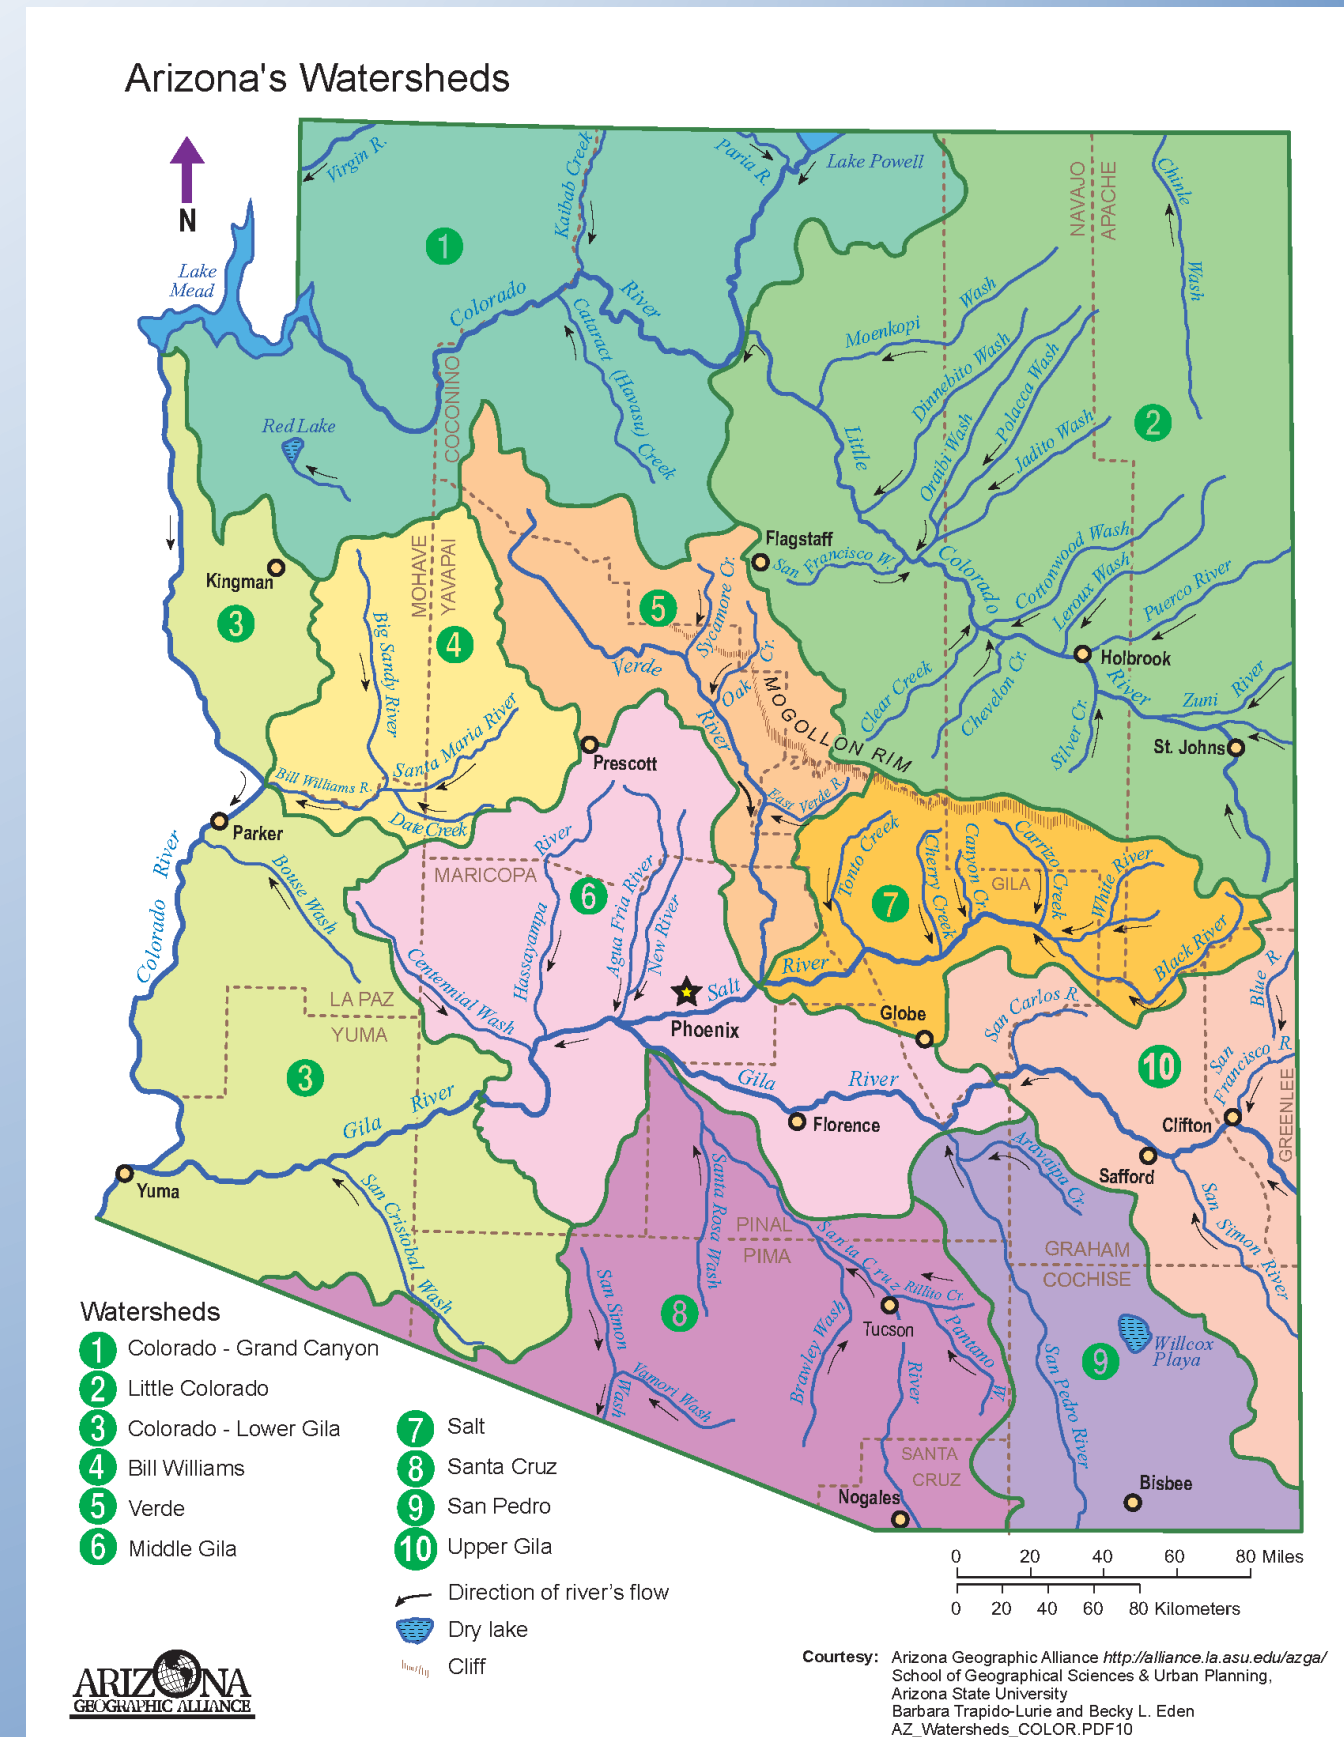 Arizona's Watersheds
N
Virgin R.
Kaibab Creek
Paria R.
Lake Powell
NAVAJO
APACHE
Chinle
Wash
1
Lake
Mead
Colorado
River
Cataract (Havasu) Creek
COCONINO
Red Lake
Moenkopi
Wash
Dinnebito Wash
Oraibi Wash
Polacca Wash
Jadito Wash
2
Little
Colorado
River
Flagstaff
San Francisco W.
Cottonwood Wash
Leroux Wash
Puerco River
Holbrook
Clear Creek
Chevelon Cr.
Silver Cr.
Zuni River
St. Johns
Kingman
3
MOHAVE
YAVAPAI
4
Big Sandy River
Santa Maria River
Bill Williams R.
Date Creek
5
Verde
River
Sycamore Cr.
Oak Cr.
MOGOLLON RIM
East Verde R.
Prescott
Parker
Colorado River
Bouse Wash
MARICOPA
6
River
Hassayampa
Agua Fria River
New River
Centennial Wash
Phoenix
Salt
River
Tonto Creek
7
Cherry Creek
Canyon Cr.
Carrizo Creek
GILA
White River
Black River
Globe
San Carlos R.
Blue R.
10
San
Francisco R.
Clifton
GREENLEE
Safford
San Simon River
LA PAZ
YUMA
3
Gila River
Yuma
San Cristobal Wash
Gila River
Florence
Aravaipa Cr.
Santa Rosa Wash
PINAL
PIMA
Santa Cruz
Rillito Cr.
GRAHAM
COCHISE
San Simon
Wash
8
Tucson
Brawley Wash
Pantano
W.
River
Vamori Wash
San Pedro River
9
Willcox
Playa
SANTA
CRUZ
Nogales
Bisbee
Watersheds
1 Colorado - Grand Canyon
2 Little Colorado
3 Colorado - Lower Gila
4 Bill Williams
5 Verde
6 Middle Gila
7 Salt
8 Santa Cruz
9 San Pedro
10 Upper Gila
Direction of river's flow
Dry lake
Cliff
0 20 40 60 80 Miles
0 20 40 60 80 Kilometers
ARIZONA
GEOGRAPHIC ALLIANCE
Courtesy: Arizona Geographic Alliance http://alliance.la.asu.edu/azga/
School of Geographical Sciences & Urban Planning,
Arizona State University
Barbara Trapido-Lurie and Becky L. Eden
AZ_Watersheds_COLOR.PDF10